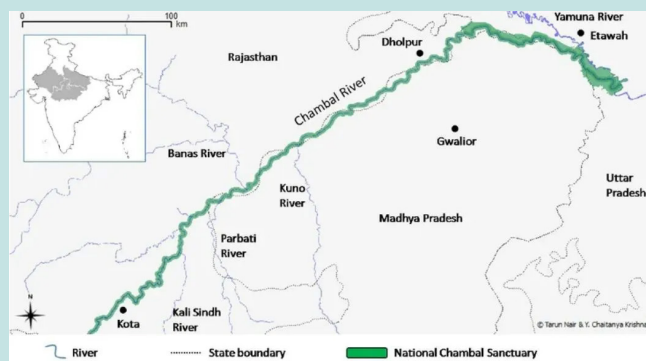 0
100
km
Yamuna River
Etawah
Dholpur
Rajasthan
Chambal River
Gwalior
Banas River
Kuno
River
Uttar
Pradesh
Madhya Pradesh
Parbati
River
N
Kota
Kali Sindh
River
© Tarun Nair & Y. Chaitanya Krishna
River
State boundary
National Chambal Sanctuary